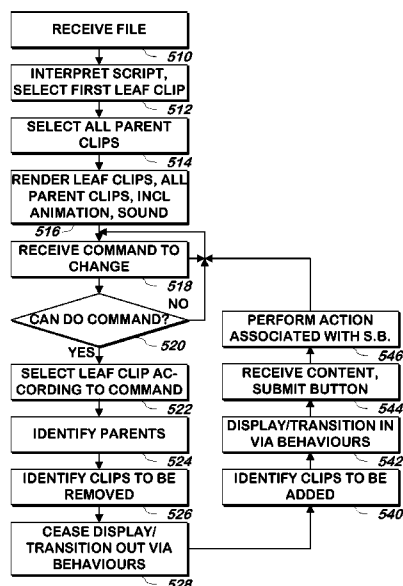 RECEIVE FILE
510
INTERPRET SCRIPT,
SELECT FIRST LEAF CLIP
512
SELECT ALL PARENT
CLIPS
514
RENDER LEAF CLIPS, ALL
PARENT CLIPS, INCL
ANIMATION, SOUND
516
RECEIVE COMMAND TO
CHANGE
518
NO
CAN DO COMMAND?
520
YES
SELECT LEAF CLIP AC-
CORDING TO COMMAND
522
IDENTIFY PARENTS
524
IDENTIFY CLIPS TO BE
REMOVED
526
CEASE DISPLAY/
TRANSITION OUT VIA
BEHAVIOURS
528
PERFORM ACTION
ASSOCIATED WITH S.B.
546
RECEIVE CONTENT,
SUBMIT BUTTON
544
DISPLAY/TRANSITION IN
VIA BEHAVIOURS
542
IDENTIFY CLIPS TO BE
ADDED
540